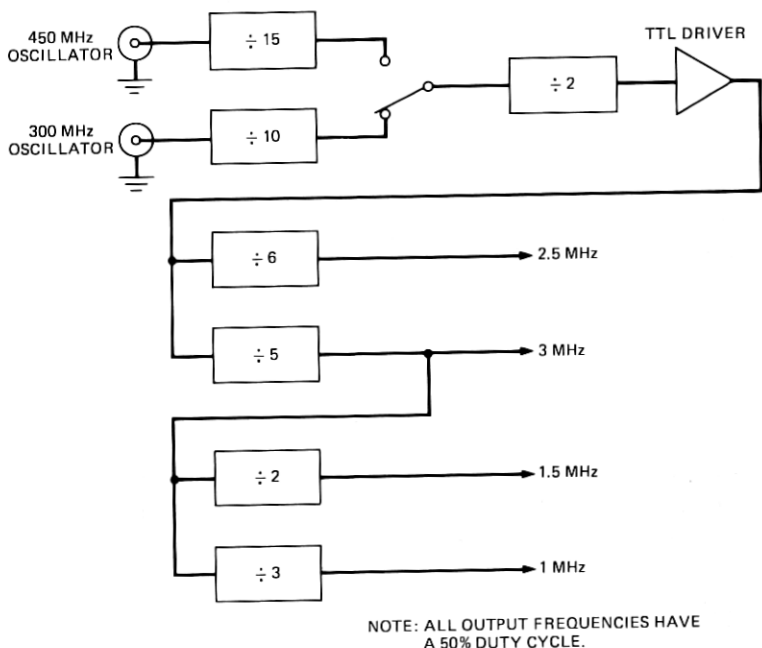 450 MHz
OSCILLATOR
÷ 15
TTL DRIVER
÷ 2
300 MHz
OSCILLATOR
÷ 10
÷ 6
2.5 MHz
÷ 5
3 MHz
÷ 2
1.5 MHz
÷ 3
1 MHz
NOTE: ALL OUTPUT FREQUENCIES HAVE
A 50% DUTY CYCLE.